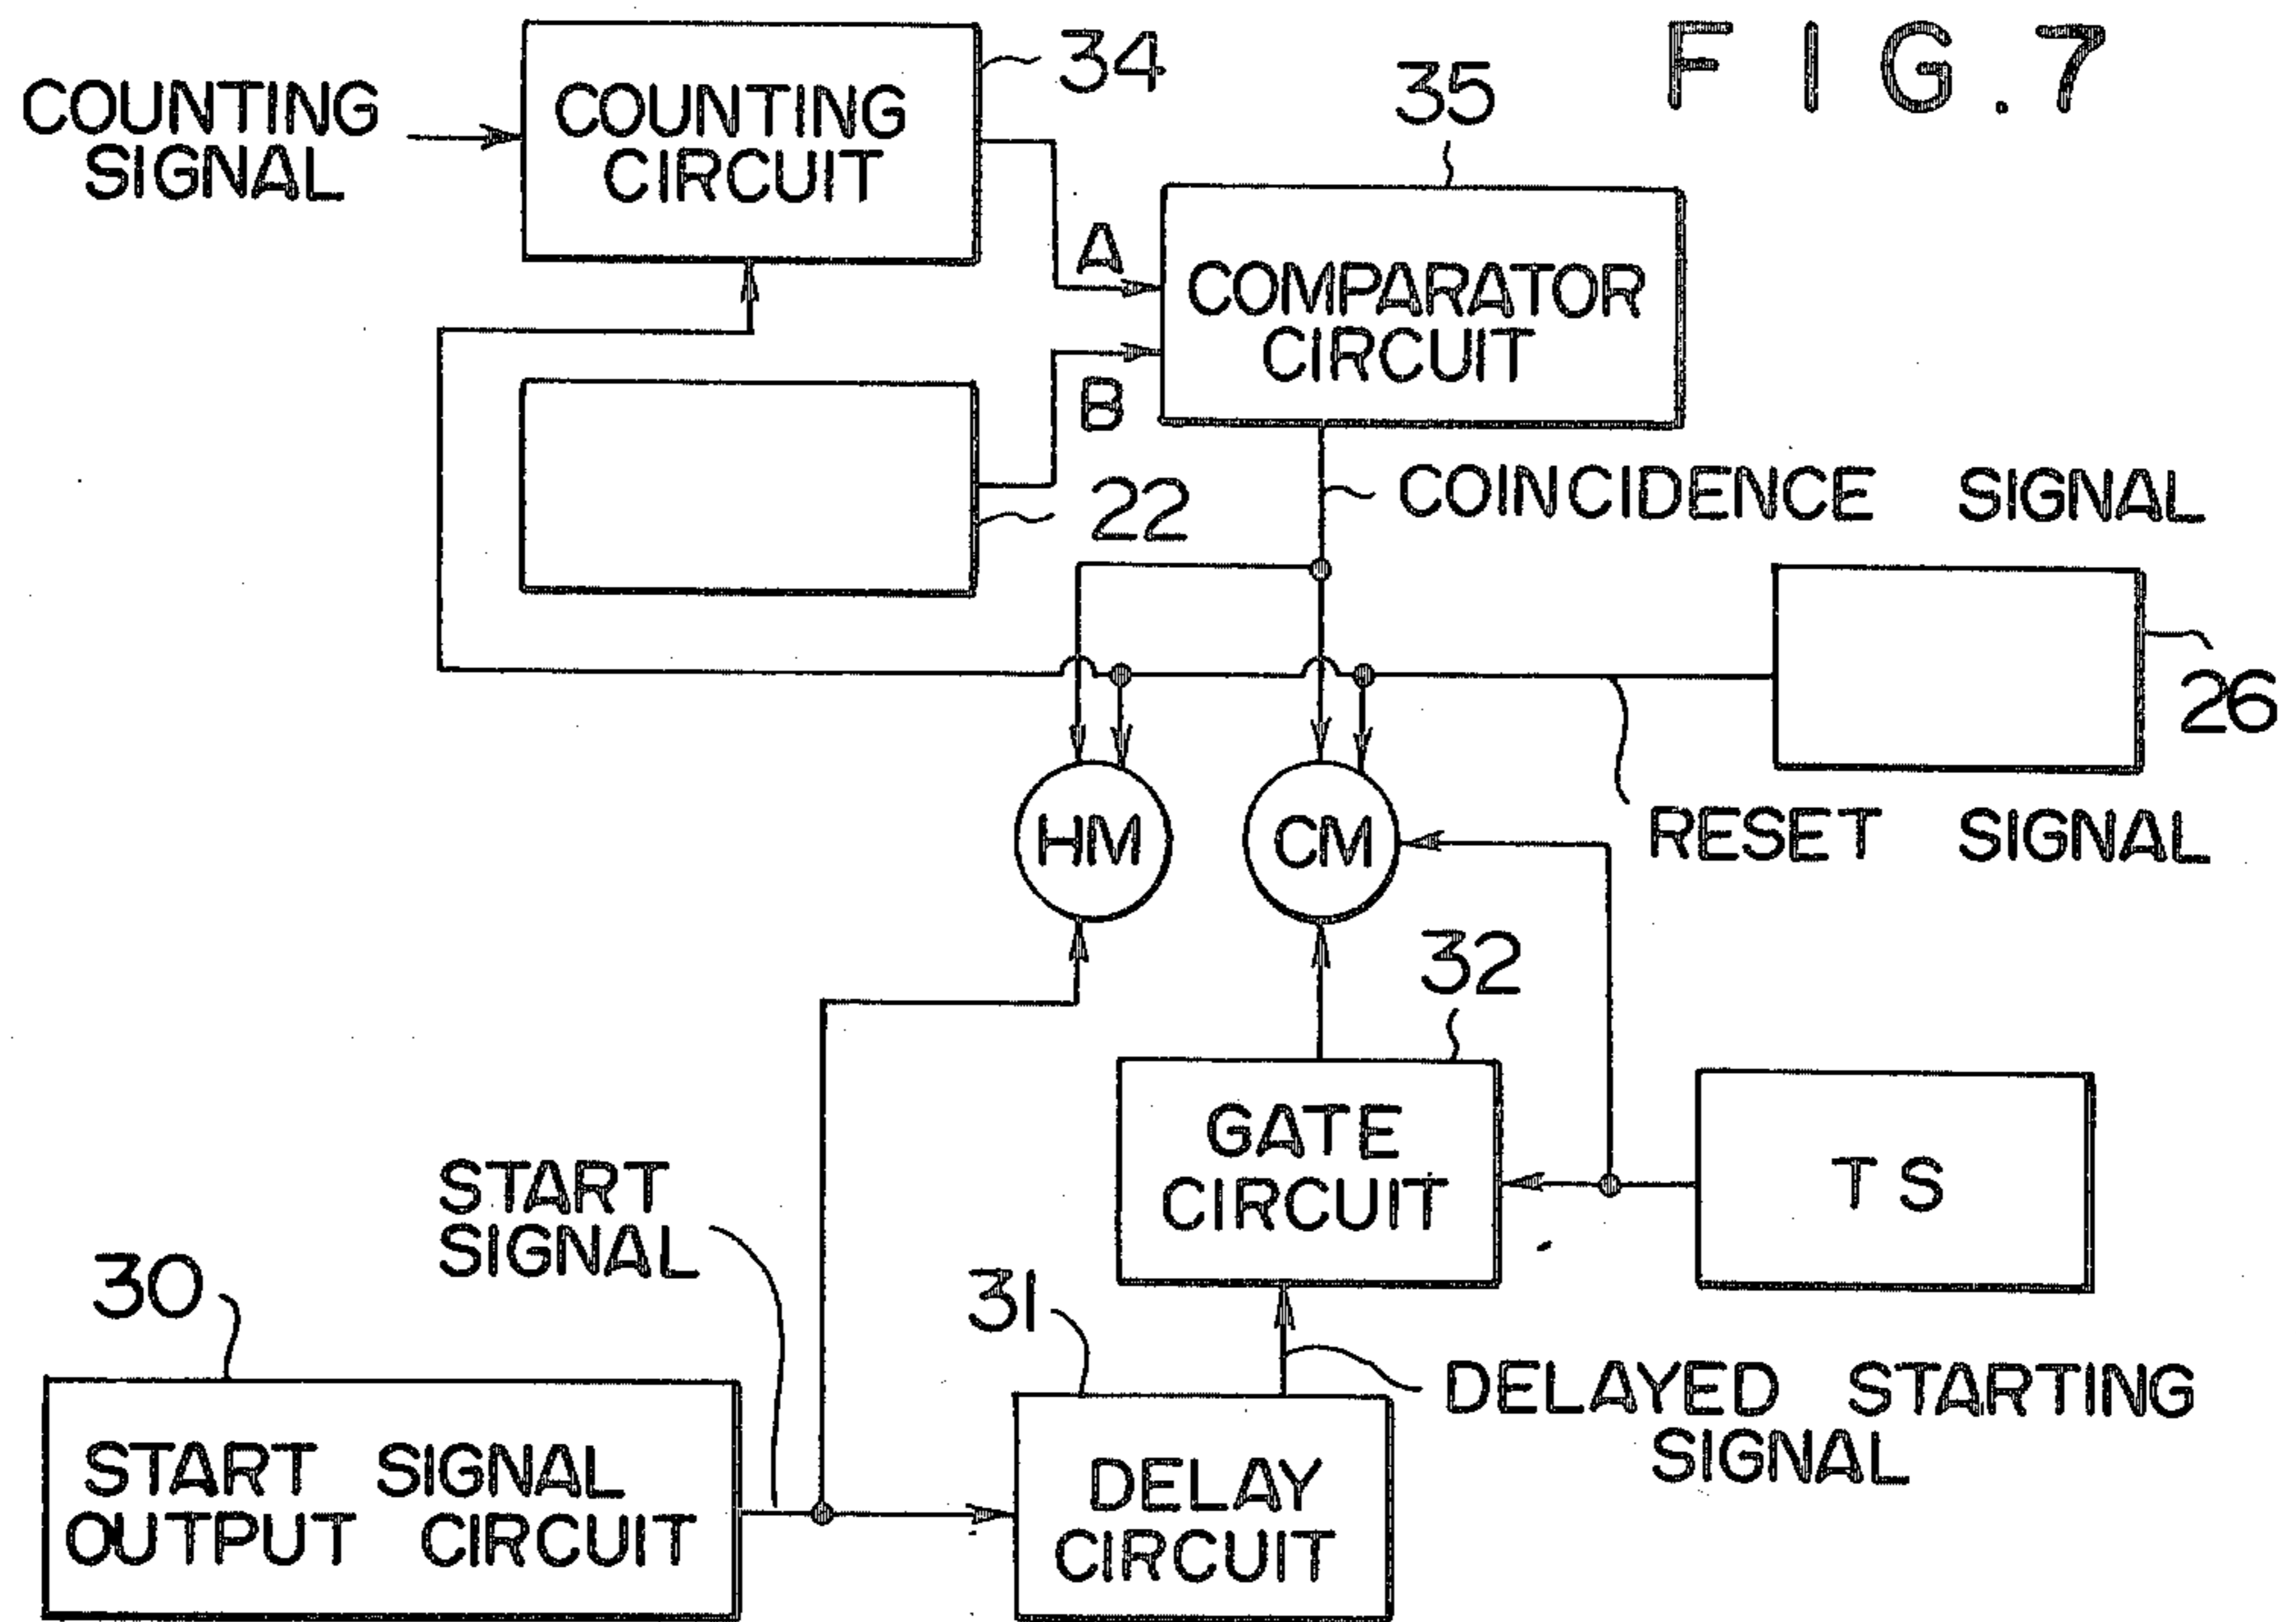 FIG.7
34
COUNTING
SIGNAL
COUNTING
CIRCUIT
35
A
COMPARATOR
CIRCUIT
B
22
COINCIDENCE SIGNAL
26
HM
CM
RESET SIGNAL
32
GATE
CIRCUIT
TS
START
SIGNAL
30
31
DELAYED STARTING
SIGNAL
START SIGNAL
OUTPUT CIRCUIT
DELAY
CIRCUIT